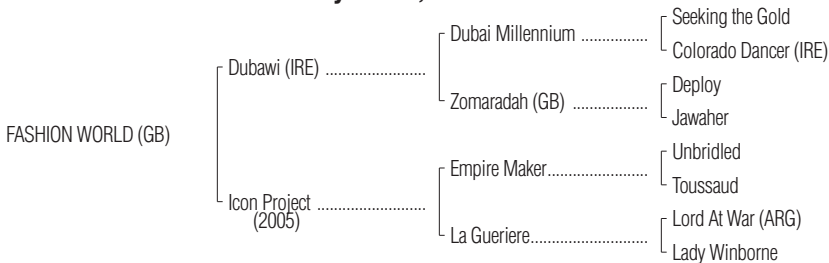 Seeking the Gold
Dubai Millennium ................
Colorado Dancer (IRE)
Dubawi (IRE) ........................
Deploy
Zomaradah (GB) ..................
Jawaher
FASHION WORLD (GB)
Unbridled
Empire Maker........................
Toussaud
Icon Project ..........................
(2005)
Lord At War (ARG)
La Gueriere............................
Lady Winborne